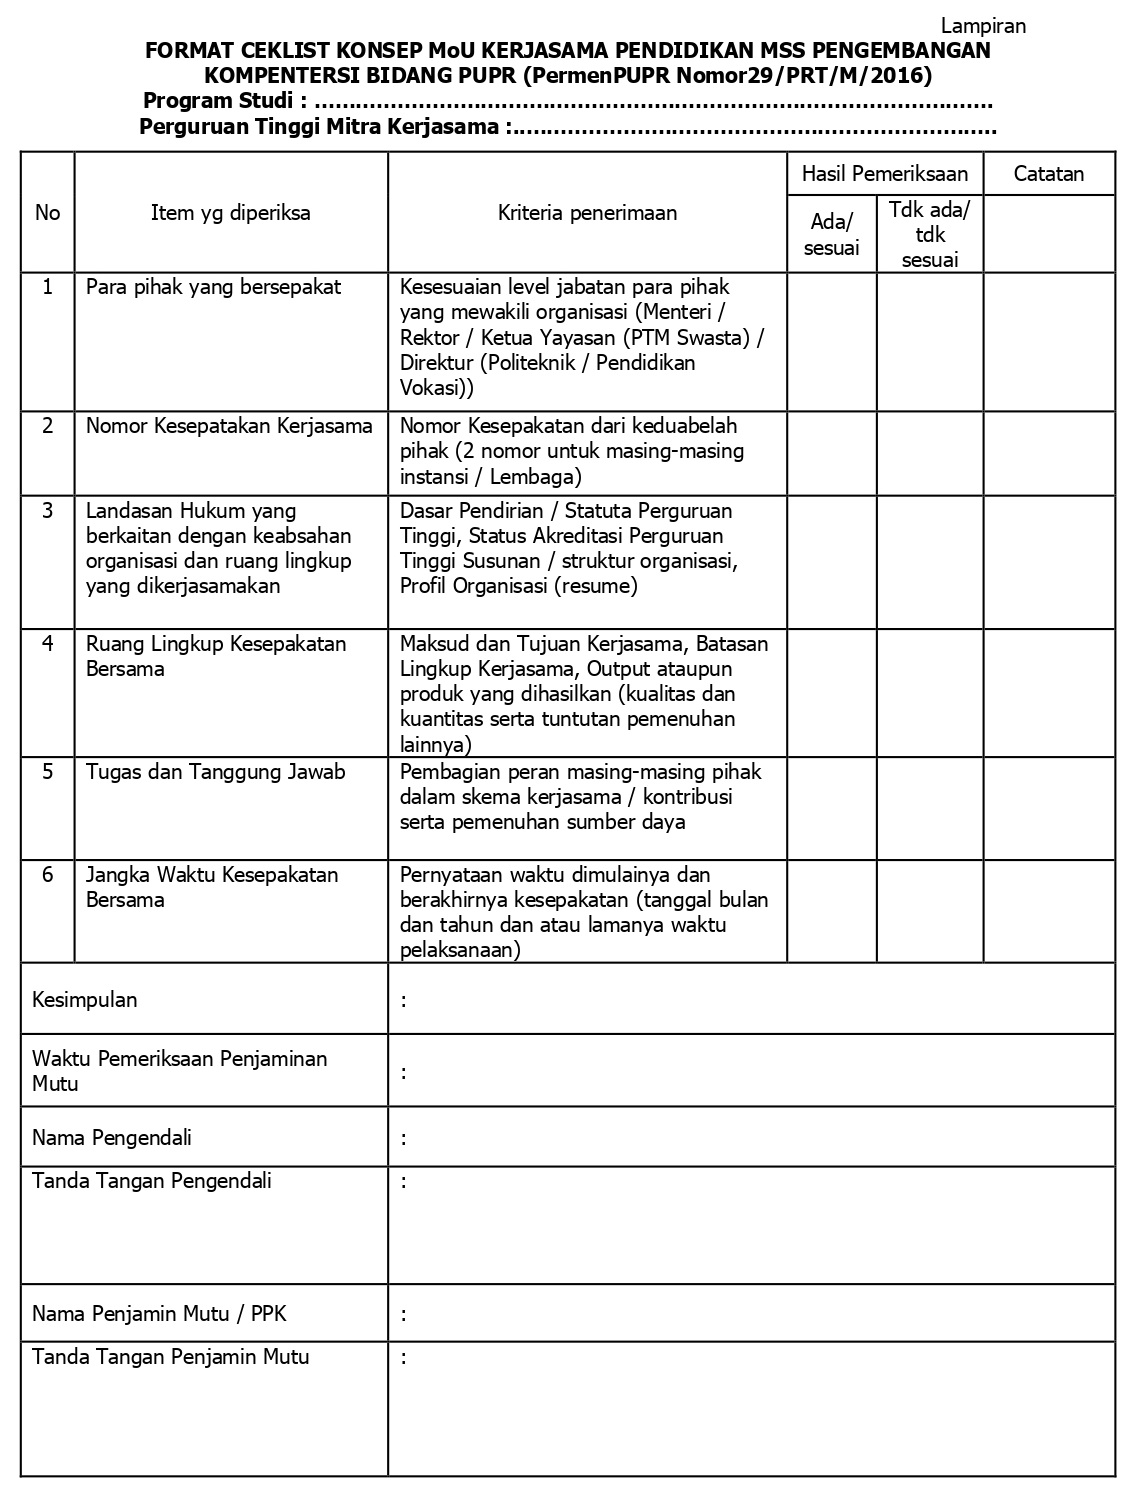 Lampiran
FORMAT CEKLIST KONSEP MoU KERJASAMA PENDIDIKAN MSS PENGEMBANGAN
KOMPENTERSI BIDANG PUPR (PermenPUPR Nomor29/PRT/M/2016)
Program Studi : ………………………………………………………………………………………
Perguruan Tinggi Mitra Kerjasama :……………………………………………………………
No
Item yg diperiksa
Kriteria penerimaan
Hasil Pemeriksaan
Catatan
Ada/
sesuai
Tdk ada/
tdk
sesuai
1
Para pihak yang bersepakat
Kesesuaian level jabatan para pihak
yang mewakili organisasi (Menteri /
Rektor / Ketua Yayasan (PTM Swasta) /
Direktur (Politeknik / Pendidikan
Vokasi))
2
Nomor Kesepatakan Kerjasama
Nomor Kesepakatan dari keduabelah
pihak (2 nomor untuk masing-masing
instansi / Lembaga)
3
Landasan Hukum yang
berkaitan dengan keabsahan
organisasi dan ruang lingkup
yang dikerjasamakan
Dasar Pendirian / Statuta Perguruan
Tinggi, Status Akreditasi Perguruan
Tinggi Susunan / struktur organisasi,
Profil Organisasi (resume)
4
Ruang Lingkup Kesepakatan
Bersama
Maksud dan Tujuan Kerjasama, Batasan
Lingkup Kerjasama, Output ataupun
produk yang dihasilkan (kualitas dan
kuantitas serta tuntutan pemenuhan
lainnya)
5
Tugas dan Tanggung Jawab
Pembagian peran masing-masing pihak
dalam skema kerjasama / kontribusi
serta pemenuhan sumber daya
6
Jangka Waktu Kesepakatan
Bersama
Pernyataan waktu dimulainya dan
berakhirnya kesepakatan (tanggal bulan
dan tahun dan atau lamanya waktu
pelaksanaan)
Kesimpulan
:
Waktu Pemeriksaan Penjaminan
Mutu
:
Nama Pengendali
:
Tanda Tangan Pengendali
:
Nama Penjamin Mutu / PPK
:
Tanda Tangan Penjamin Mutu
: